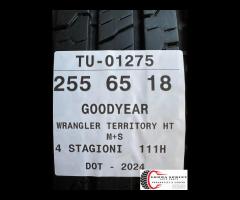 TU-01275
255 65 18
GOODYEAR
WRANGLER TERRITORY HT
M+S
4 STAGIONI 111H
DOT - 2024